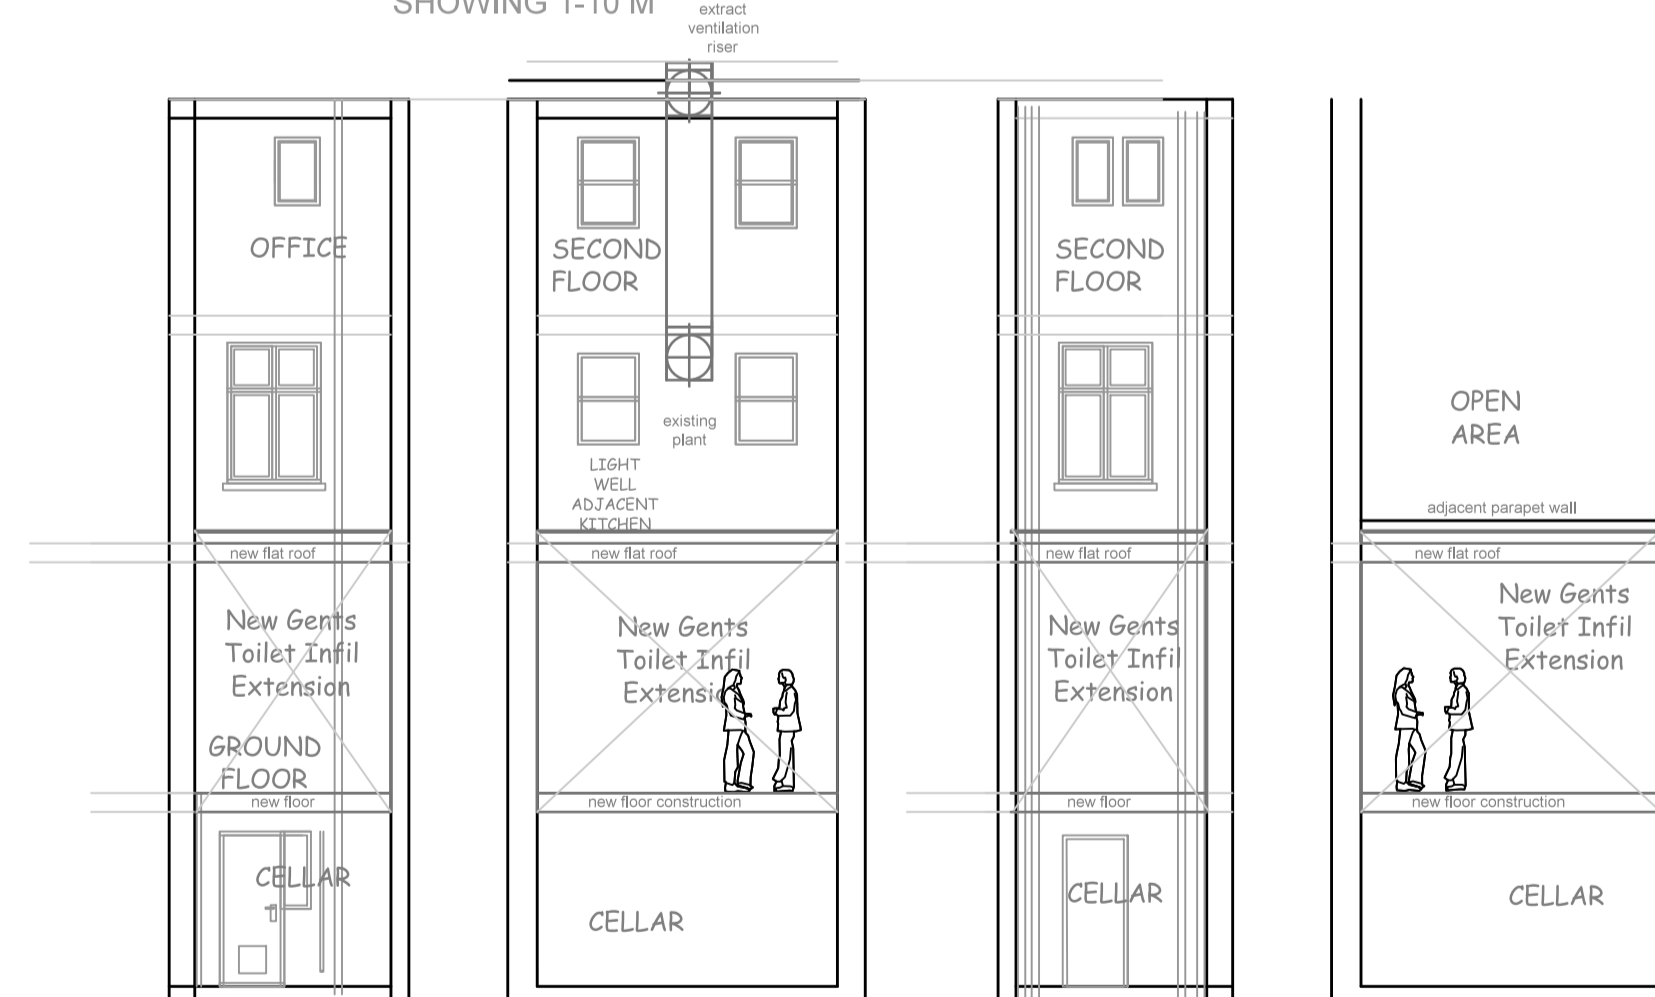 SHOWING 1-10 M
extract
ventilation
riser
OFFICE
SECOND
FLOOR
SECOND
FLOOR
existing
plant
OPEN
AREA
LIGHT
WELL
ADJACENT
KITCHEN
adjacent parapet wall
new flat roof
new flat roof
new flat roof
new flat roof
New Gents
Toilet Infil
Extension
GROUND
FLOOR
New Gents
Toilet Infil
Extensio
New Gents
Toilet Infil
Extension
New Gents
Toilet Infil
Extension
new floor
new floor construction
new floor
new floor construction
CELLAR
CELLAR
CELLAR
CELLAR